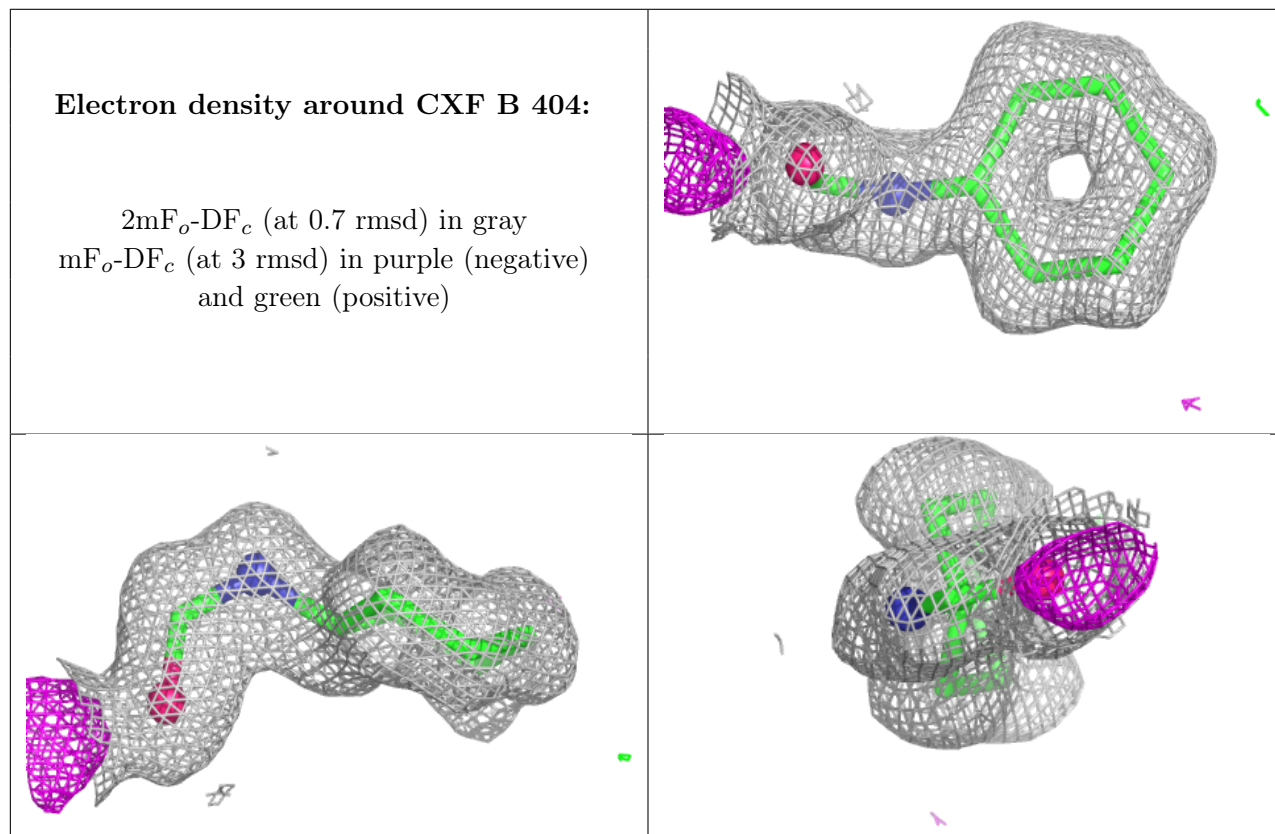 Electron density around CXF B 404:
2mFₒ-DF𝒸 (at 0.7 rmsd) in gray
mFₒ-DF𝒸 (at 3 rmsd) in purple (negative)
and green (positive)